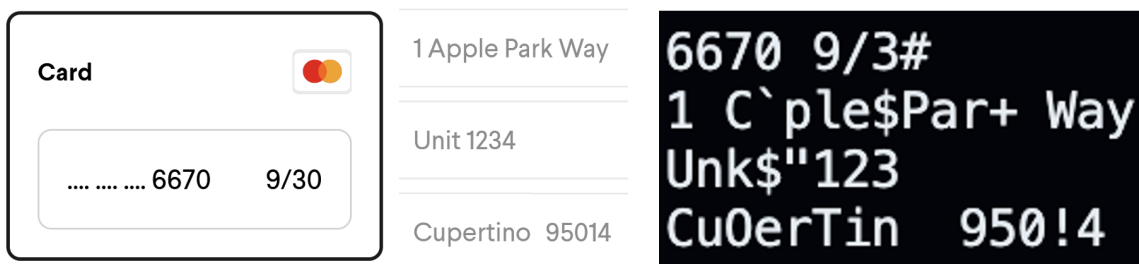 Card
.... .... .... 6670 9/30
1 Apple Park Way
Unit 1234
Cupertino 95014
6670 9/3#
1 C`ple$Par+ Way
Unk$"123
CuOerTin  950!4